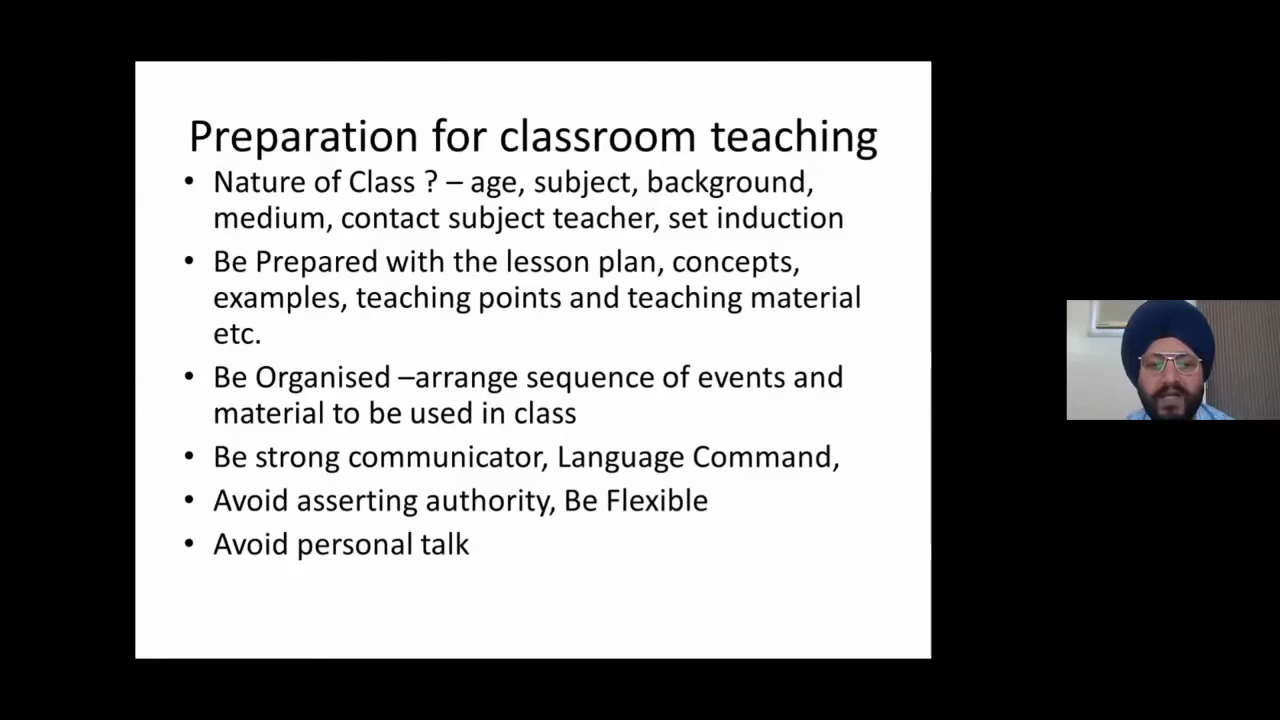 Preparation for classroom teaching
• Nature of Class ? – age, subject, background,
medium, contact subject teacher, set induction
• Be Prepared with the lesson plan, concepts,
examples, teaching points and teaching material
etc.
• Be Organised –arrange sequence of events and
material to be used in class
• Be strong communicator, Language Command,
• Avoid asserting authority, Be Flexible
• Avoid personal talk